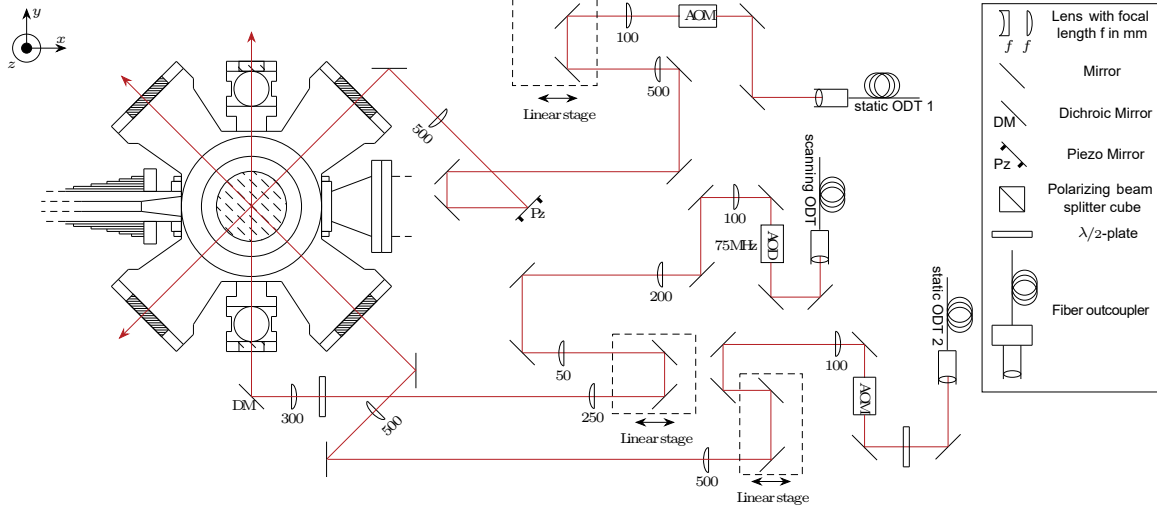 y
x
z
100
AOM
500
Linear stage
static ODT 1
500
Pz
scanning ODT
100
75MHz
AOD
200
static ODT 2
50
100
AOM
DM
300
500
250
Linear stage
500
Linear stage
f f
Lens with focal
length f in mm
Mirror
DM
Dichroic Mirror
Pz
Piezo Mirror
Polarizing beam
splitter cube
λ/2-plate
Fiber outcoupler